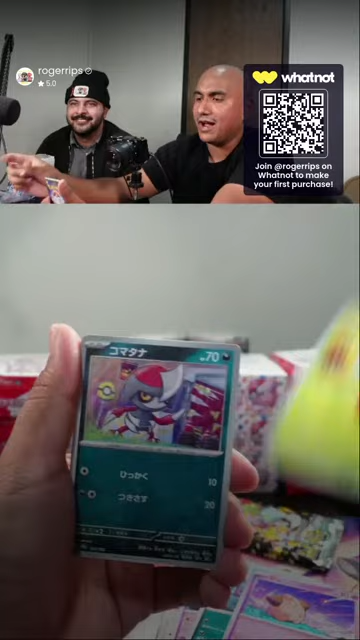 rogerrips
★ 5.0
whatnot
Join @rogerrips on
Whatnot to make
your first purchase!
コマタナ
HP 70
ひっかく 10
つきさす 20